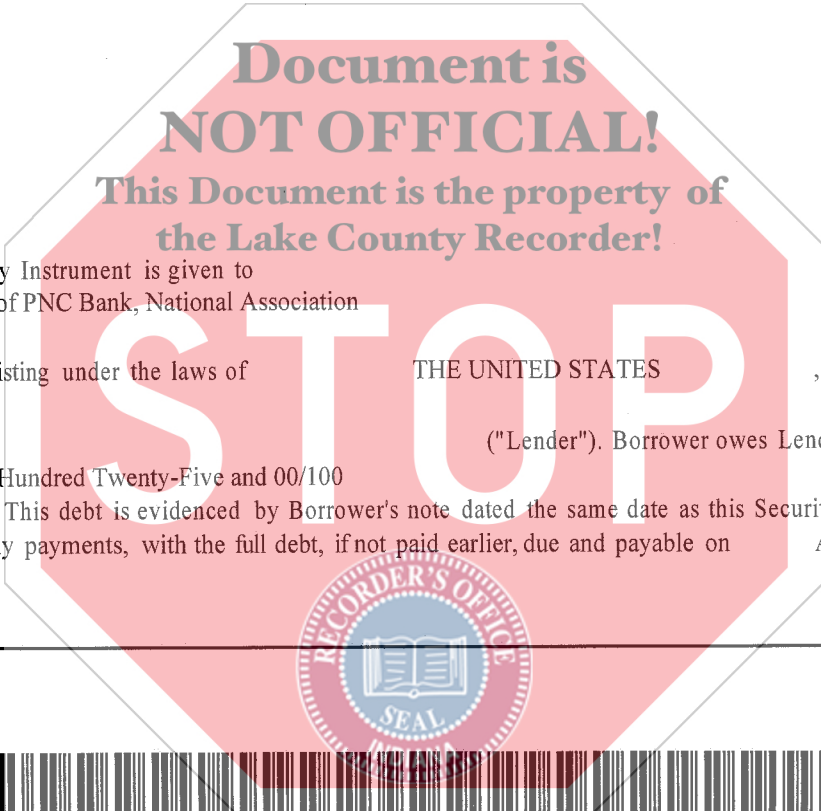 Document is
NOT OFFICIAL!
This Document is the property of
the Lake County Recorder!
y Instrument is given to
of PNC Bank, National Association
isting under the laws of THE UNITED STATES ,
("Lender"). Borrower owes Lend
Hundred Twenty-Five and 00/100
This debt is evidenced by Borrower's note dated the same date as this Securit
y payments, with the full debt, if not paid earlier, due and payable on A
STOP
RECORDER'S OFFICE
SEAL
INDIANA